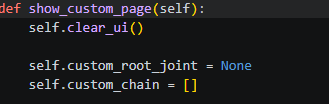 def show_custom_page(self):
    self.clear_ui()

    self.custom_root_joint = None
    self.custom_chain = []